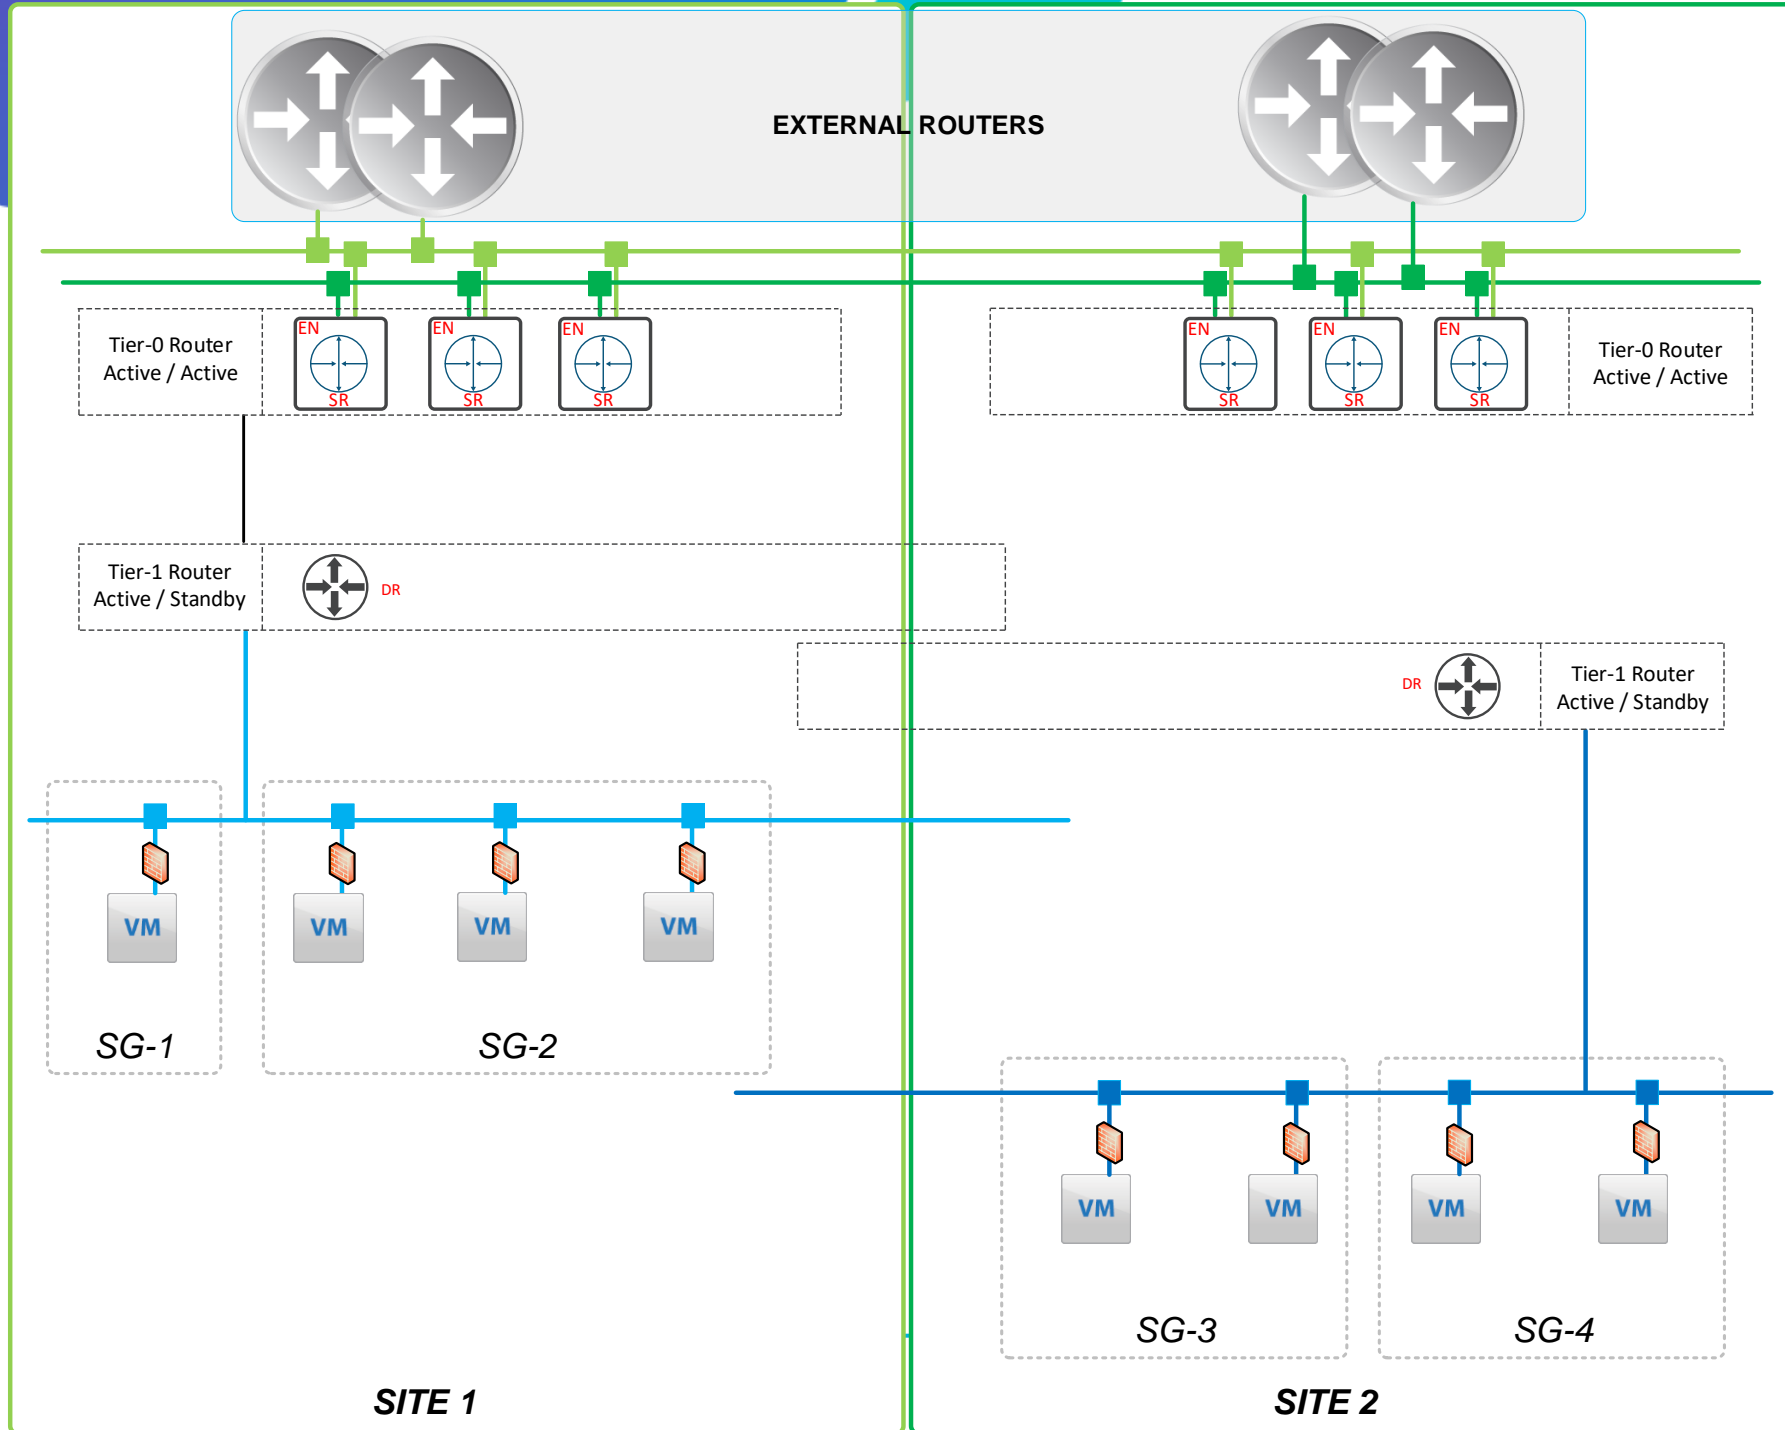 EXTERNAL ROUTERS
Tier-0 Router
Active / Active
EN
SR
EN
SR
EN
SR
EN
SR
EN
SR
EN
SR
Tier-0 Router
Active / Active
Tier-1 Router
Active / Standby
DR
DR
Tier-1 Router
Active / Standby
VM
VM
VM
VM
SG-1
SG-2
VM
VM
VM
VM
SG-3
SG-4
SITE 1
SITE 2